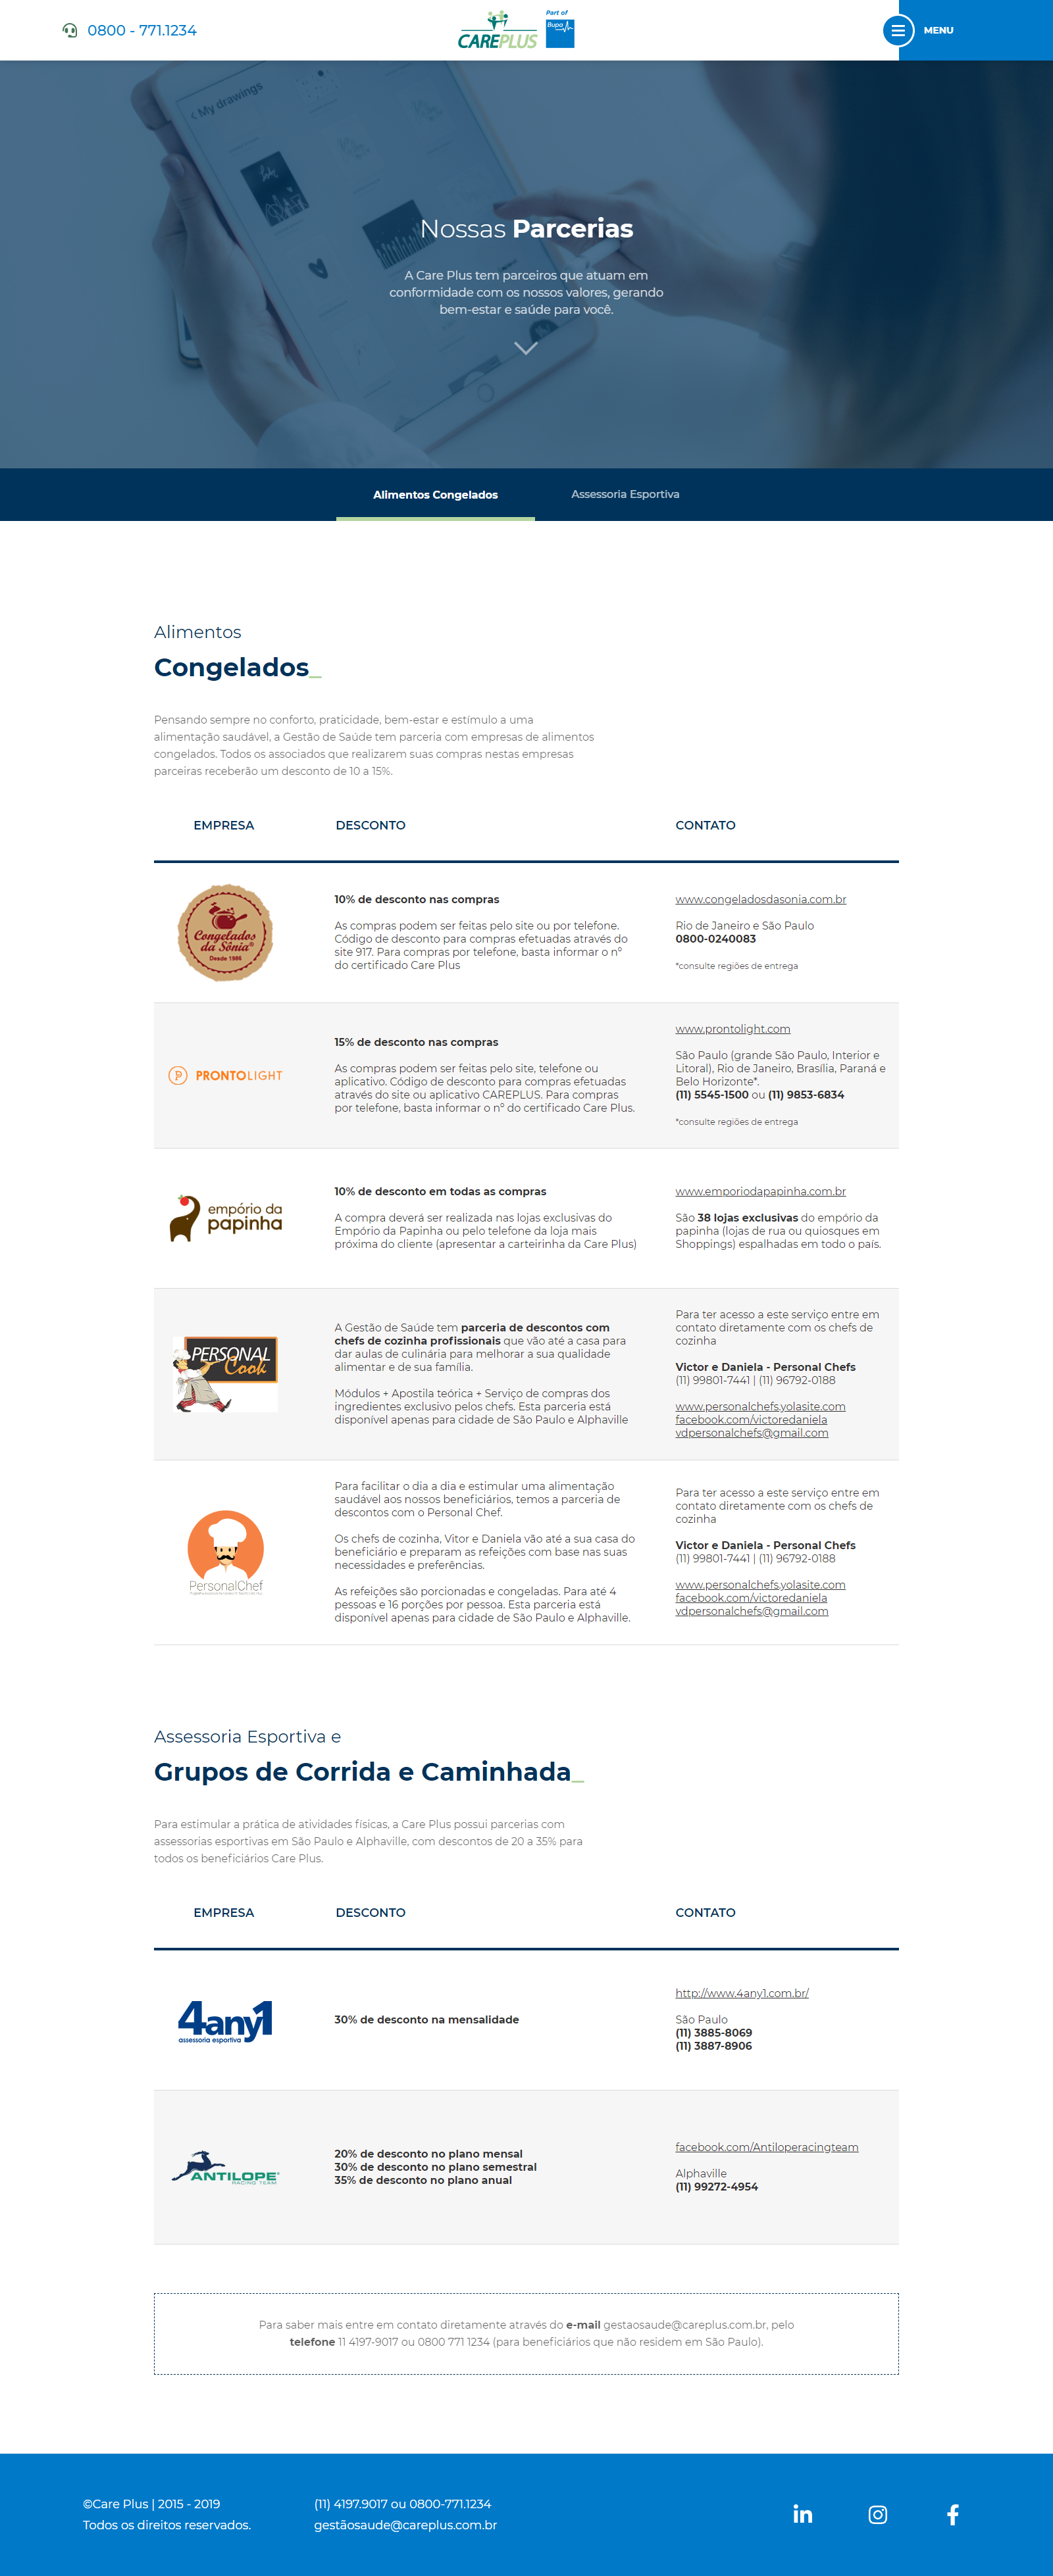 0800 - 771.1234
CAREPLUS
Part of
Bupa
MENU
My drawings
Nossas Parcerias
A Care Plus tem parceiros que atuam em
conformidade com os nossos valores, gerando
bem-estar e saúde para você.
Alimentos Congelados
Assessoria Esportiva
Alimentos
Congelados_
Pensando sempre no conforto, praticidade, bem-estar e estímulo a uma
alimentação saudável, a Gestão de Saúde tem parceria com empresas de alimentos
congelados. Todos os associados que realizarem suas compras nestas empresas
parceiras receberão um desconto de 10 a 15%.
EMPRESA
DESCONTO
CONTATO
Congelados
da Sônia®
Desde 1986
10% de desconto nas compras
As compras podem ser feitas pelo site ou por telefone.
Código de desconto para compras efetuadas através do
site 917. Para compras por telefone, basta informar o nº
do certificado Care Plus
www.congeladosdasonia.com.br
Rio de Janeiro e São Paulo
0800-0240083
*consulte regiões de entrega
PRONTOLIGHT
15% de desconto nas compras
As compras podem ser feitas pelo site, telefone ou
aplicativo. Código de desconto para compras efetuadas
através do site ou aplicativo CAREPLUS. Para compras
por telefone, basta informar o nº do certificado Care Plus.
www.prontolight.com
São Paulo (grande São Paulo, Interior e
Litoral), Rio de Janeiro, Brasília, Paraná e
Belo Horizonte*.
(11) 5545-1500 ou (11) 9853-6834
*consulte regiões de entrega
empório da
papinha
10% de desconto em todas as compras
A compra deverá ser realizada nas lojas exclusivas do
Empório da Papinha ou pelo telefone da loja mais
próxima do cliente (apresentar a carteirinha da Care Plus)
www.emporiodapapinha.com.br
São 38 lojas exclusivas do empório da
papinha (lojas de rua ou quiosques em
Shoppings) espalhadas em todo o país.
PERSONAL
Cook
A Gestão de Saúde tem parceria de descontos com
chefs de cozinha profissionais que vão até a casa para
dar aulas de culinária para melhorar a sua qualidade
alimentar e de sua família.
Módulos + Apostila teórica + Serviço de compras dos
ingredientes exclusivo pelos chefs. Esta parceria está
disponível apenas para cidade de São Paulo e Alphaville
Para ter acesso a este serviço entre em
contato diretamente com os chefs de
cozinha
Victor e Daniela - Personal Chefs
(11) 99801-7441 | (11) 96792-0188
www.personalchefs.yolasite.com
facebook.com/victoredaniela
vdpersonalchefs@gmail.com
PersonalChef
Para facilitar o dia a dia e estimular uma alimentação
saudável aos nossos beneficiários, temos a parceria de
descontos com o Personal Chef.
Os chefs de cozinha, Vitor e Daniela vão até a sua casa do
beneficiário e preparam as refeições com base nas suas
necessidades e preferências.
As refeições são porcionadas e congeladas. Para até 4
pessoas e 16 porções por pessoa. Esta parceria está
disponível apenas para cidade de São Paulo e Alphaville.
Para ter acesso a este serviço entre em
contato diretamente com os chefs de
cozinha
Victor e Daniela - Personal Chefs
(11) 99801-7441 | (11) 96792-0188
www.personalchefs.yolasite.com
facebook.com/victoredaniela
vdpersonalchefs@gmail.com
Assessoria Esportiva e
Grupos de Corrida e Caminhada_
Para estimular a prática de atividades físicas, a Care Plus possui parcerias com
assessorias esportivas em São Paulo e Alphaville, com descontos de 20 a 35% para
todos os beneficiários Care Plus.
EMPRESA
DESCONTO
CONTATO
4any1
assessoria esportiva
30% de desconto na mensalidade
http://www.4any1.com.br/
São Paulo
(11) 3885-8069
(11) 3887-8906
ANTILOPE®
RACING TEAM
20% de desconto no plano mensal
30% de desconto no plano semestral
35% de desconto no plano anual
facebook.com/Antiloperacingteam
Alphaville
(11) 99272-4954
Para saber mais entre em contato diretamente através do e-mail gestaosaude@careplus.com.br, pelo
telefone 11 4197-9017 ou 0800 771 1234 (para beneficiários que não residem em São Paulo).
©Care Plus | 2015 - 2019
Todos os direitos reservados.
(11) 4197.9017 ou 0800-771.1234
gestãosaude@careplus.com.br